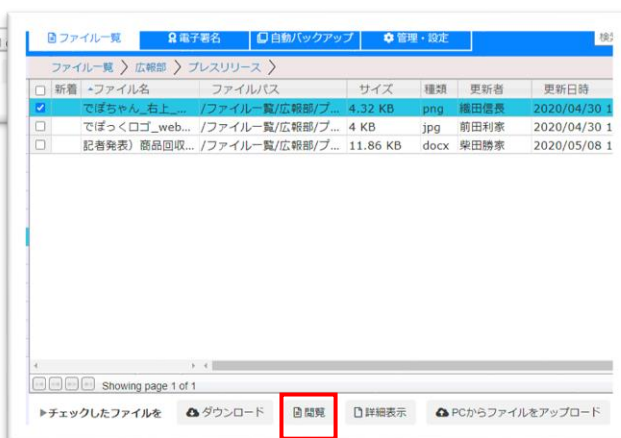 ファイル一覧 電子署名 自動バックアップ 管理・設定 検
ファイル一覧 〉 広報部 〉 プレスリリース 〉
新着 ファイル名 ファイルパス サイズ 種類 更新者 更新日時
でぽちゃん_右上_... /ファイル一覧/広報部/プ... 4.32 KB png 織田信長 2020/04/30 1
でぽっくロゴ_web... /ファイル一覧/広報部/プ... 4 KB jpg 前田利家 2020/04/30 1
記者発表）商品回収... /ファイル一覧/広報部/プ... 11.86 KB docx 柴田勝家 2020/05/08 1
Showing page 1 of 1
▶チェックしたファイルを ダウンロード 閲覧 詳細表示 PCからファイルをアップロード